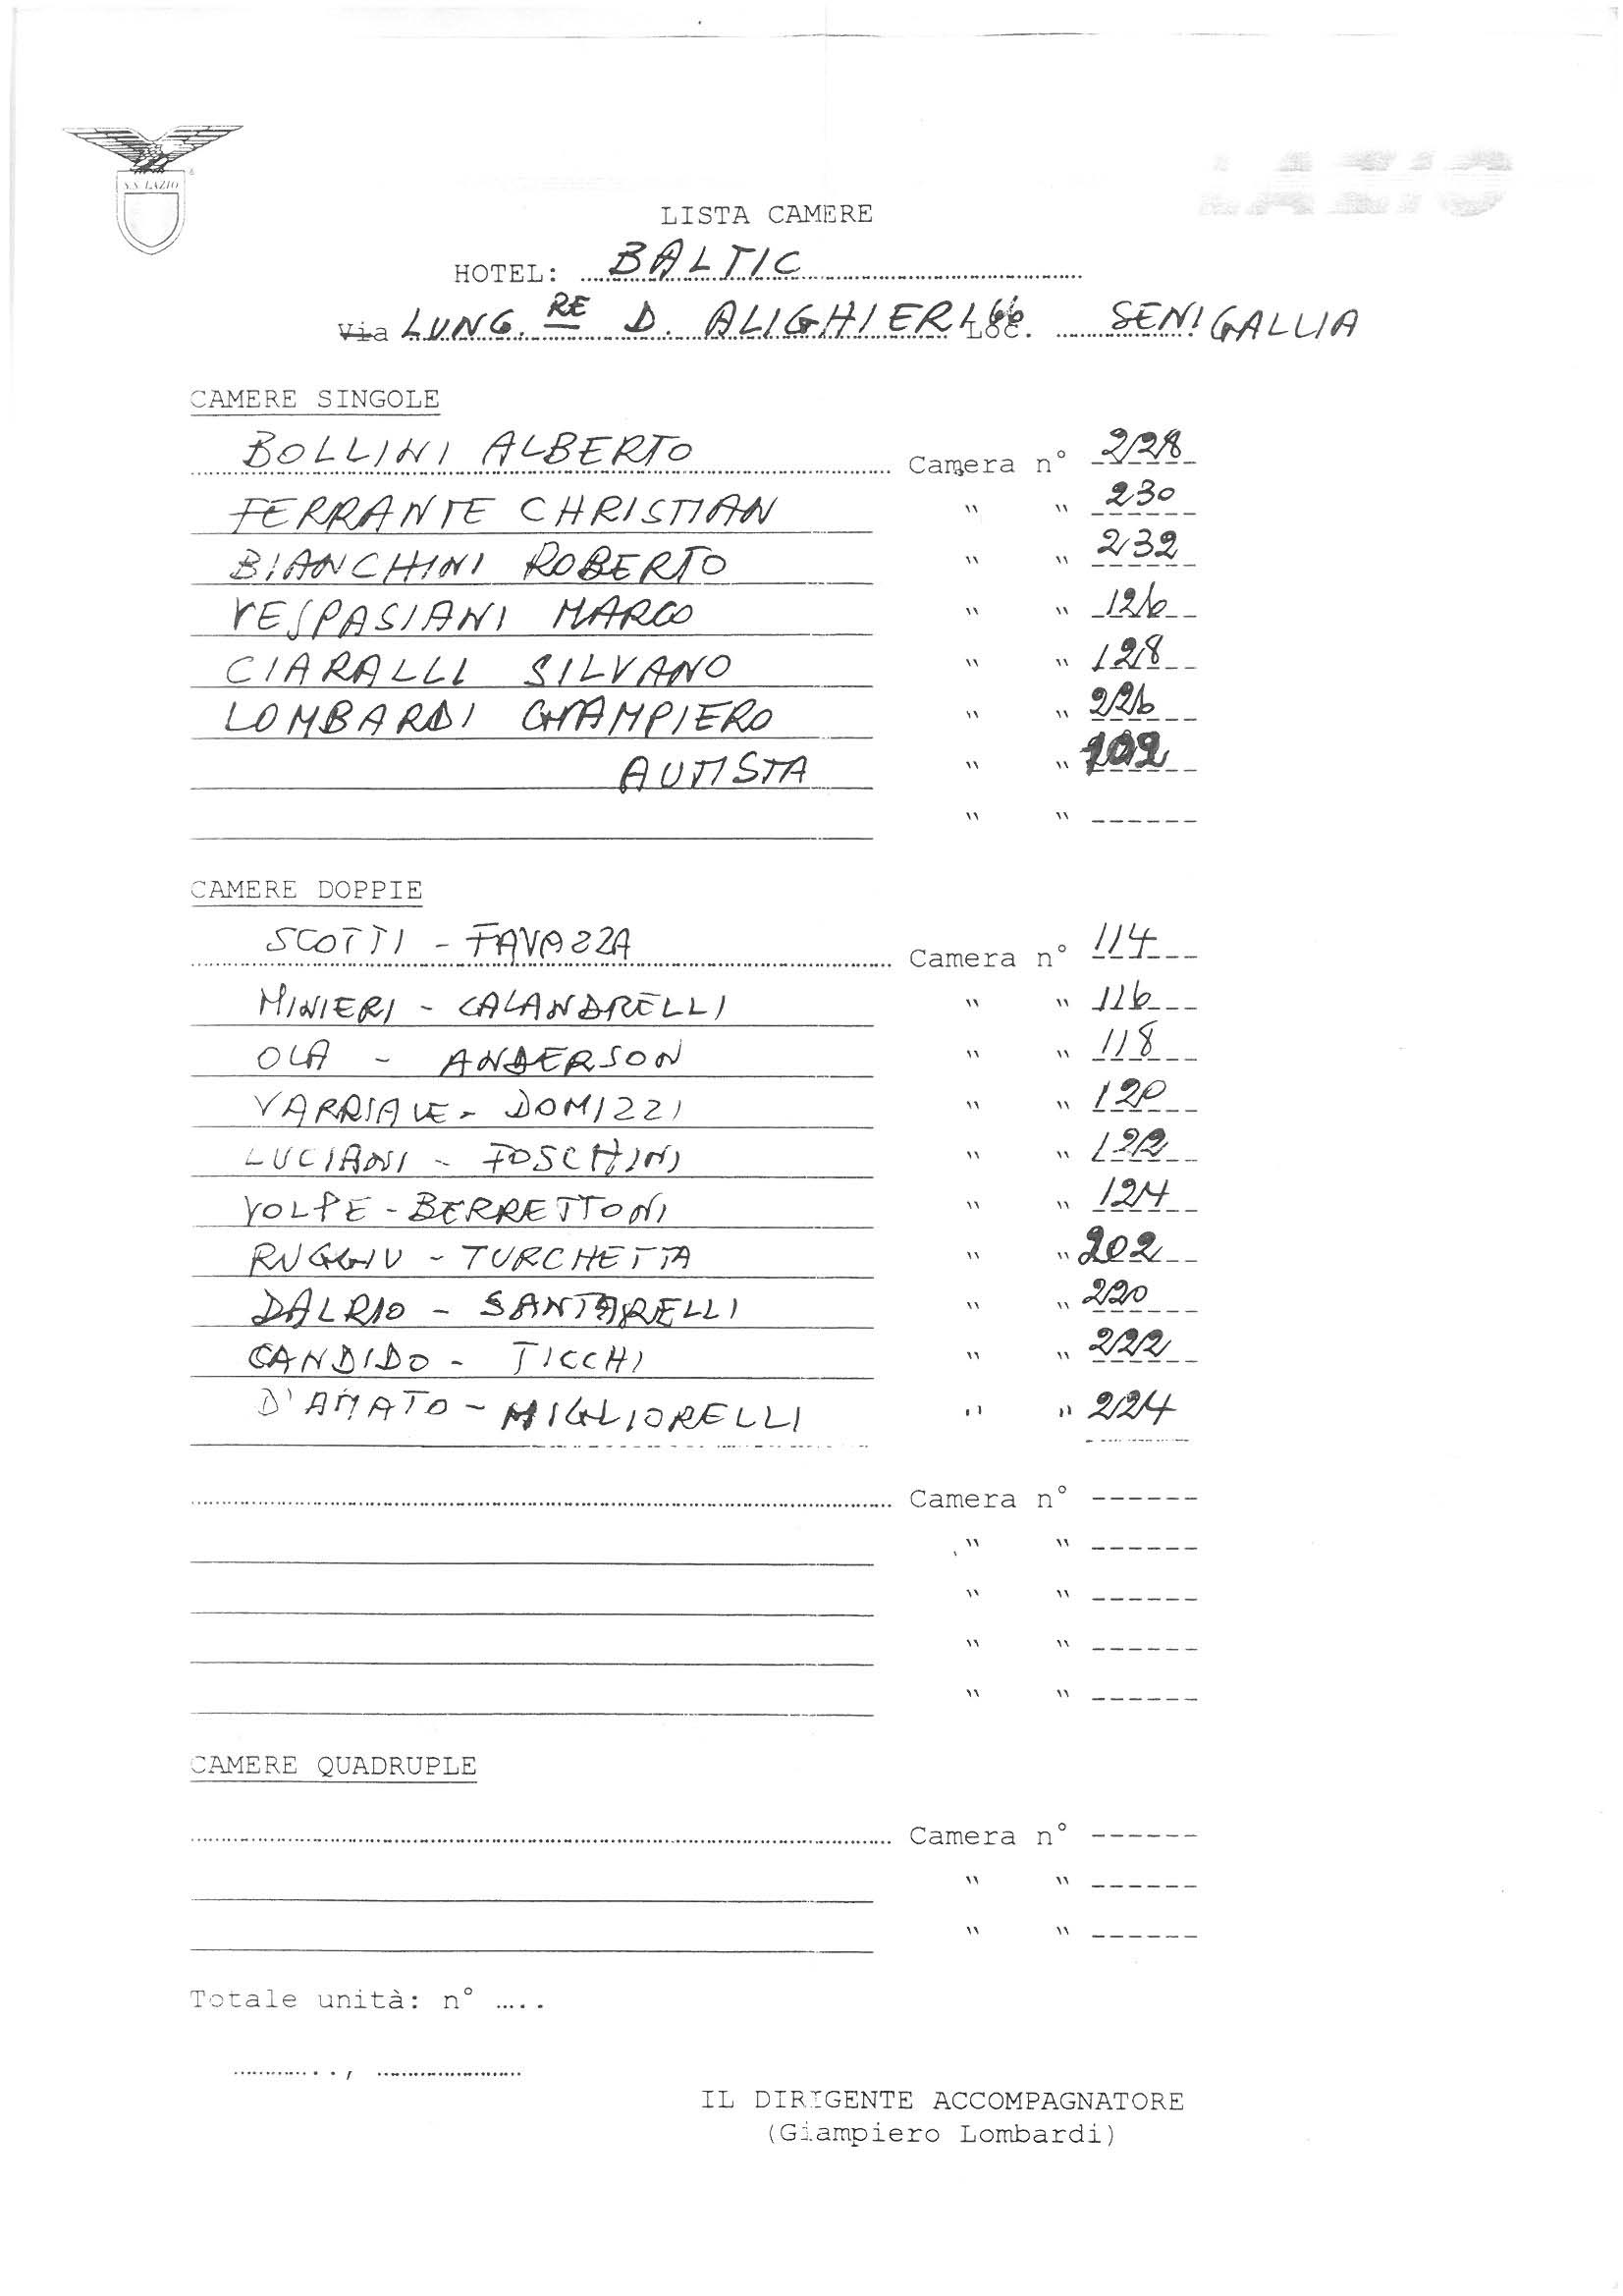 S.S. LAZIO
LAZIO
LISTA CAMERE
HOTEL: BALTIC
Via LUNG.RE D. ALIGHIERI 66 Loc. SENIGALLIA
CAMERE SINGOLE
BOLLINI ALBERTO Camera n° 228
FERRANTE CHRISTIAN " " 230
BIANCHINI ROBERTO " " 232
VESPASIANI MARCO " " 126
CIARALLI SILVANO " " 128
LOMBARDI GIAMPIERO " " 226
AUTISTA " " 102
" "
CAMERE DOPPIE
SCOTTI - FAVAZZA Camera n° 114
MINIERI - CALANDRELLI " " 116
OLA - ANDERSON " " 118
VARRIALE - DOMIZZI " " 120
LUCIANI - FOSCHINI " " 122
VOLPE - BERRETTONI " " 124
RUGGIU - TURCHETTA " " 202
DALRIO - SANTARELLI " " 220
CANDIDO - TICCHI " " 222
D'AMATO - MIGLIORELLI " " 224
Camera n°
" "
" "
" "
" "
CAMERE QUADRUPLE
Camera n°
" "
" "
Totale unità: n° .....
.........., ..........
IL DIRIGENTE ACCOMPAGNATORE
(Giampiero Lombardi)